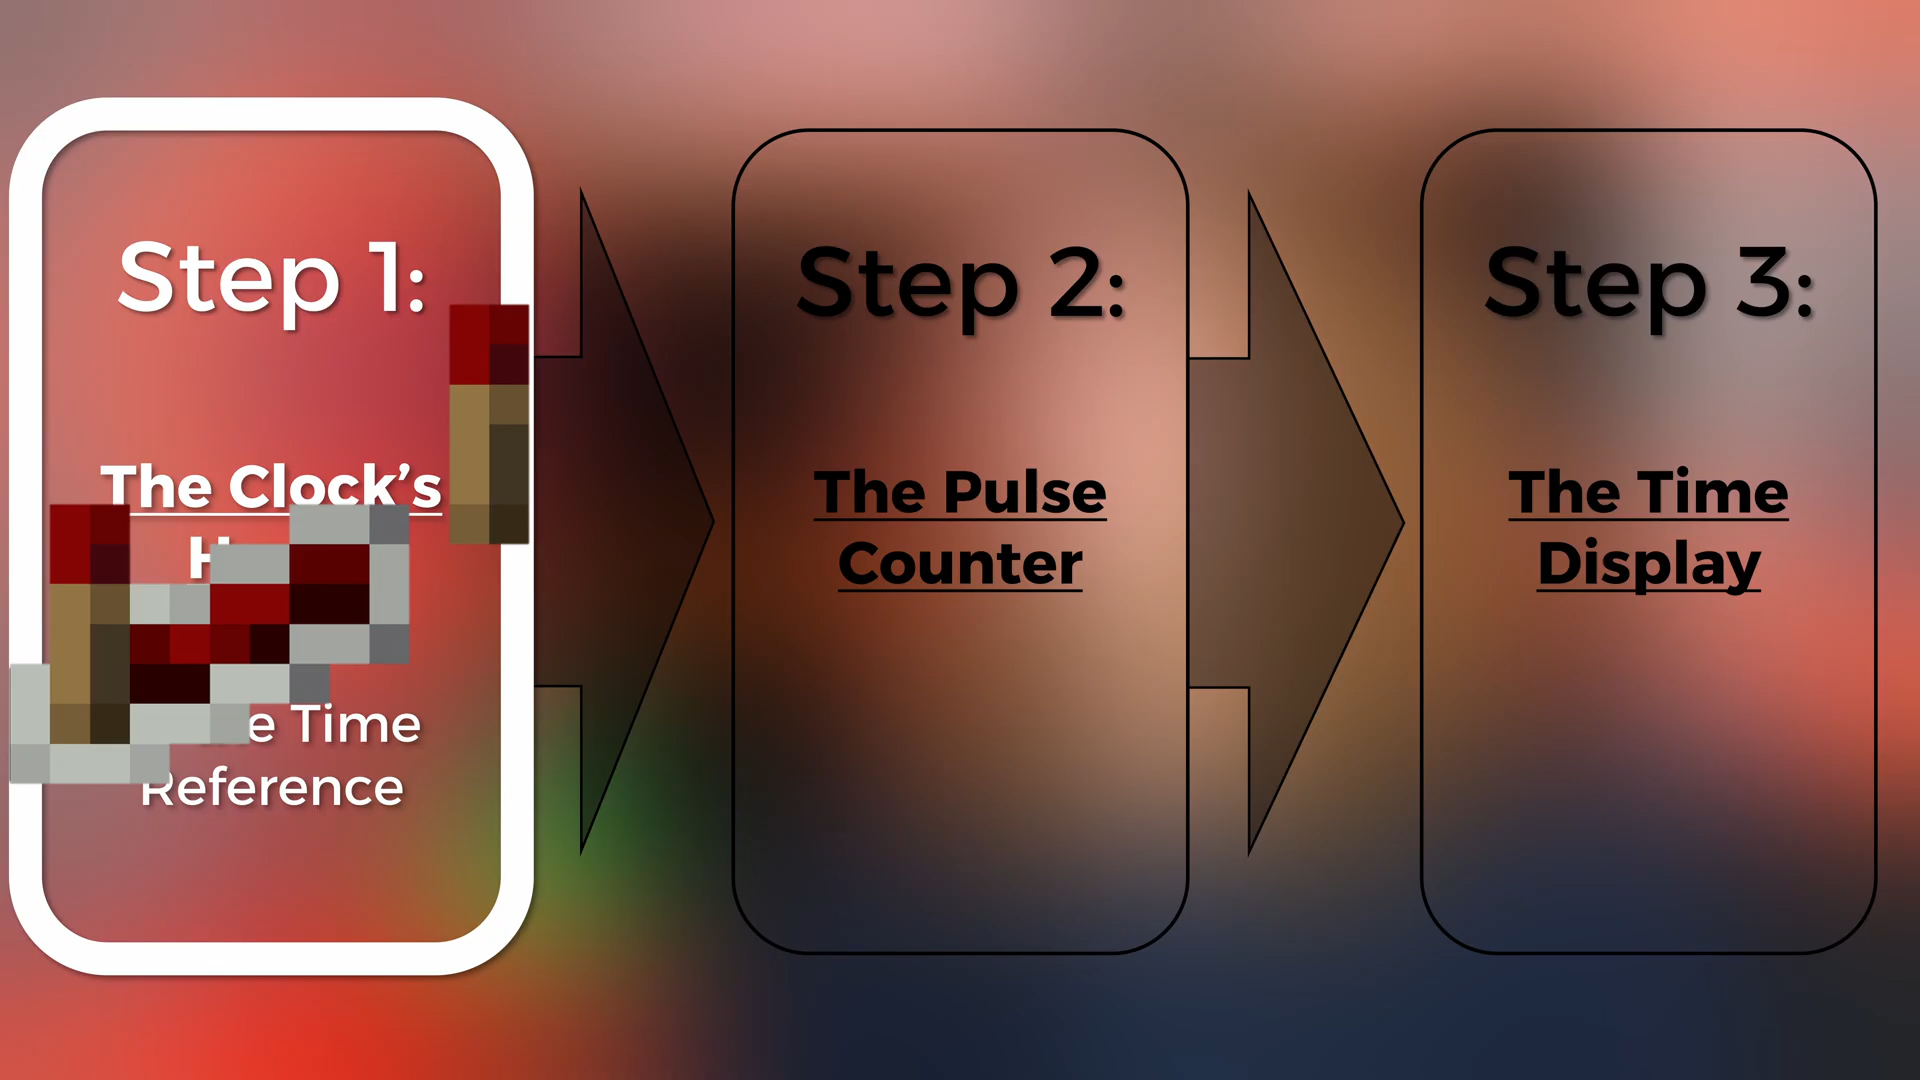 Step 1:
The Clock's
e Time
Reference
Step 2:
The Pulse
Counter
Step 3:
The Time
Display